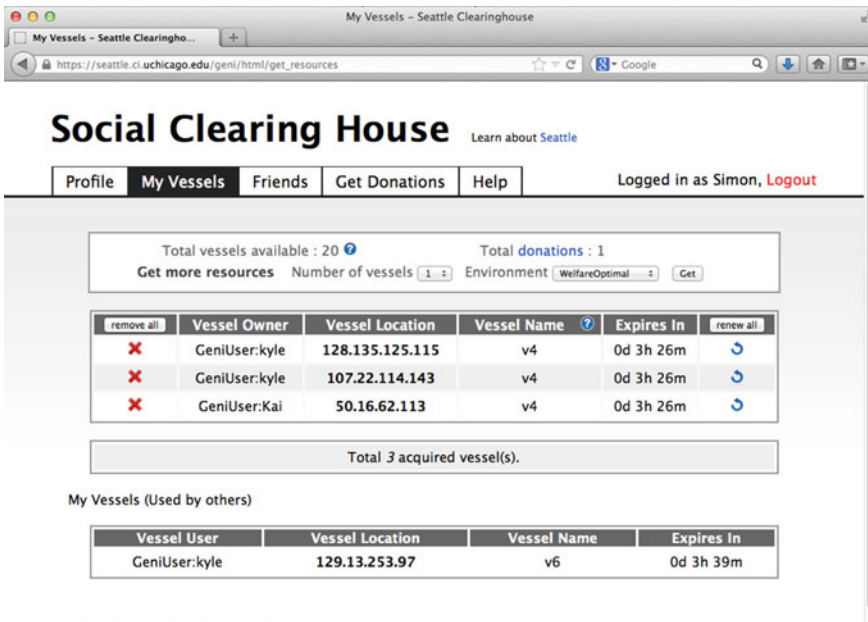 My Vessels – Seattle Clearinghouse
My Vessels – Seattle Clearingho... +
https://seattle.ci.uchicago.edu/geni/html/get_resources Google
Social Clearing House Learn about Seattle
Profile My Vessels Friends Get Donations Help Logged in as Simon, Logout
Total vessels available : 20 ? Total donations : 1
Get more resources Number of vessels 1 Environment WelfareOptimal Get
remove all Vessel Owner Vessel Location Vessel Name ? Expires In renew all
GeniUser:kyle 128.135.125.115 v4 0d 3h 26m
GeniUser:kyle 107.22.114.143 v4 0d 3h 26m
GeniUser:Kai 50.16.62.113 v4 0d 3h 26m
Total 3 acquired vessel(s).
My Vessels (Used by others)
Vessel User Vessel Location Vessel Name Expires In
GeniUser:kyle 129.13.253.97 v6 0d 3h 39m